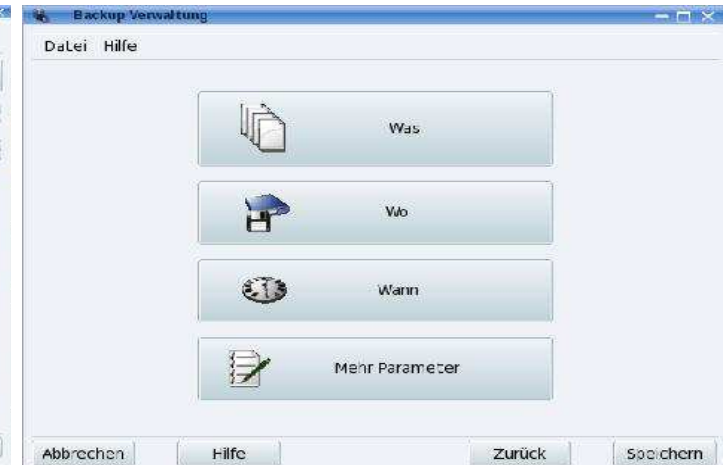 Backup Verwaltung
Datei Hilfe
Was
Wo
Wann
Mehr Parameter
Abbrechen Hilfe Zurück Speichern